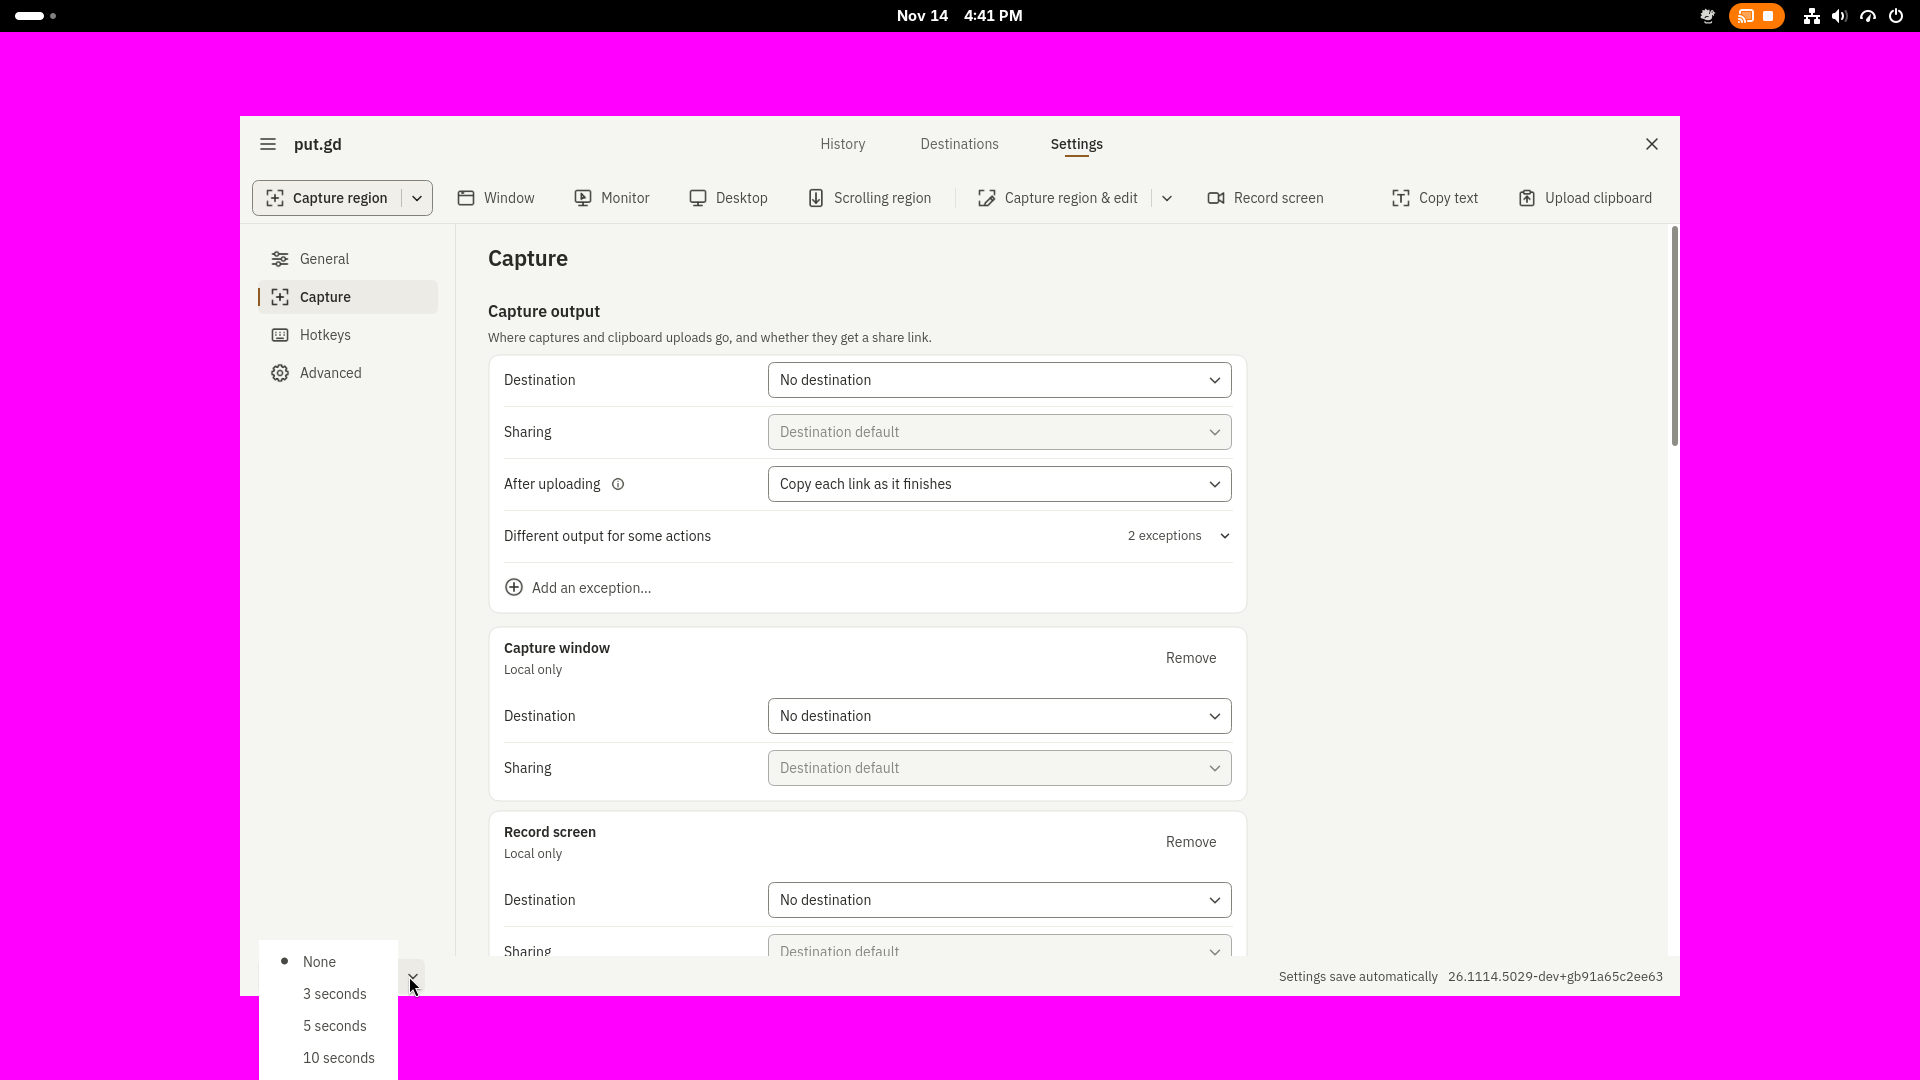 Nov 14 4:41 PM
put.gd
History
Destinations
Settings
Capture region
Window
Monitor
Desktop
Scrolling region
Capture region & edit
Record screen
Copy text
Upload clipboard
General
Capture
Hotkeys
Advanced
Capture
Capture output
Where captures and clipboard uploads go, and whether they get a share link.
Destination
No destination
Sharing
Destination default
After uploading
Copy each link as it finishes
Different output for some actions
2 exceptions
Add an exception...
Capture window
Local only
Remove
Destination
No destination
Sharing
Destination default
Record screen
Local only
Remove
Destination
No destination
Sharing
Destination default
None
3 seconds
5 seconds
10 seconds
Settings save automatically
26.1114.5029-dev+gb91a65c2ee63